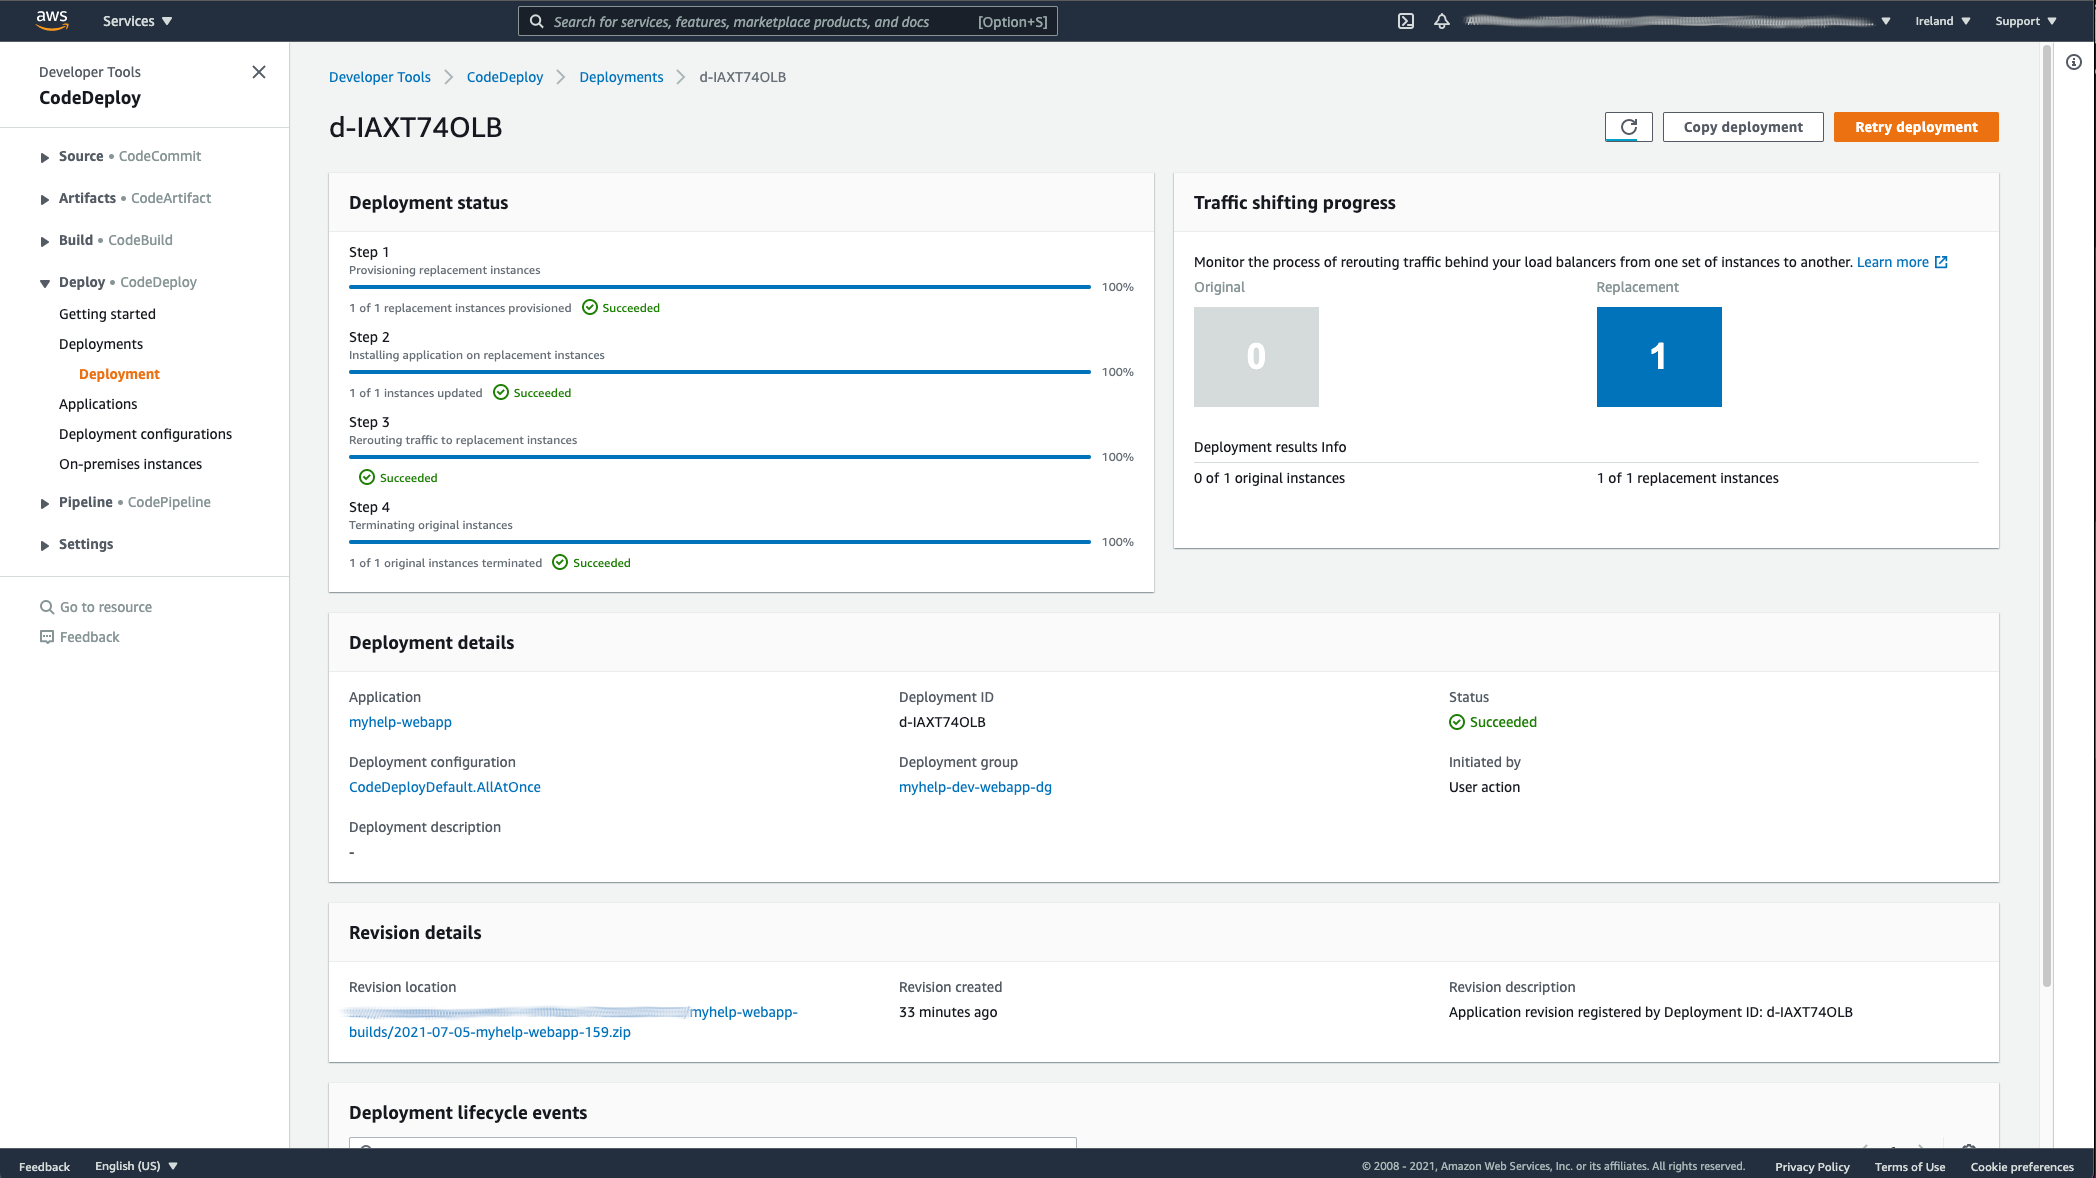 aws
Services
Search for services, features, marketplace products, and docs [Option+S]
Ireland
Support
Developer Tools
CodeDeploy
Source • CodeCommit
Artifacts • CodeArtifact
Build • CodeBuild
Deploy • CodeDeploy
Getting started
Deployments
Deployment
Applications
Deployment configurations
On-premises instances
Pipeline • CodePipeline
Settings
Go to resource
Feedback
Developer Tools
CodeDeploy
Deployments
d-IAXT74OLB
d-IAXT74OLB
Copy deployment
Retry deployment
Deployment status
Step 1
Provisioning replacement instances
100%
1 of 1 replacement instances provisioned Succeeded
Step 2
Installing application on replacement instances
100%
1 of 1 instances updated Succeeded
Step 3
Rerouting traffic to replacement instances
100%
Succeeded
Step 4
Terminating original instances
100%
1 of 1 original instances terminated Succeeded
Traffic shifting progress
Monitor the process of rerouting traffic behind your load balancers from one set of instances to another. Learn more
Original Replacement
0 1
Deployment results Info
0 of 1 original instances 1 of 1 replacement instances
Deployment details
Application Deployment ID Status
myhelp-webapp d-IAXT74OLB Succeeded
Deployment configuration Deployment group Initiated by
CodeDeployDefault.AllAtOnce myhelp-dev-webapp-dg User action
Deployment description
-
Revision details
Revision location Revision created Revision description
/myhelp-webapp- 33 minutes ago Application revision registered by Deployment ID: d-IAXT74OLB
builds/2021-07-05-myhelp-webapp-159.zip
Deployment lifecycle events
Feedback English (US) © 2008 - 2021, Amazon Web Services, Inc. or its affiliates. All rights reserved. Privacy Policy Terms of Use Cookie preferences